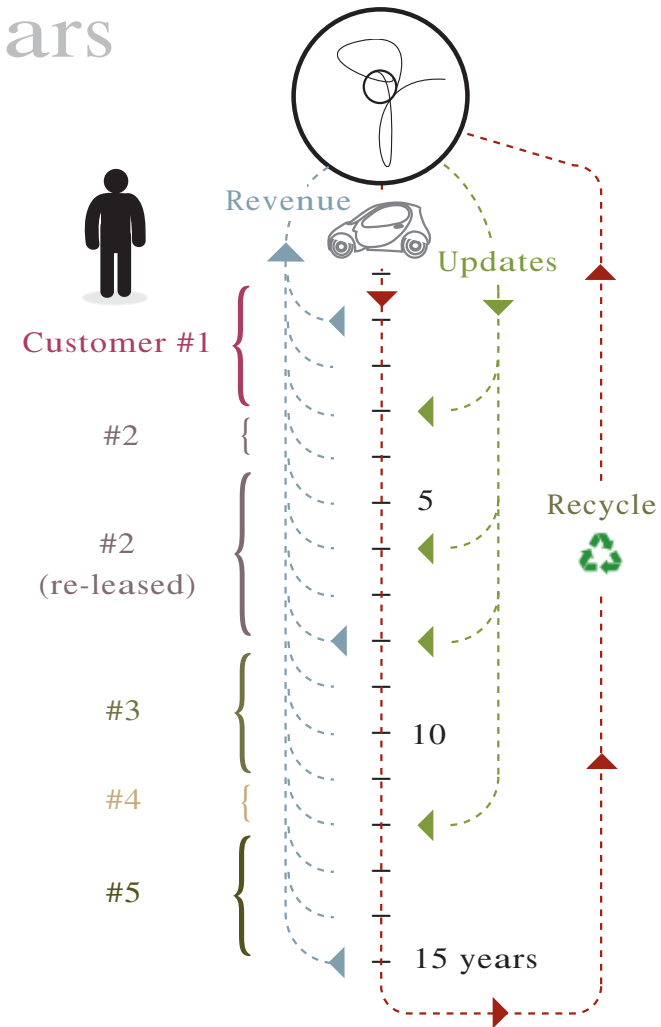 ars
Revenue
Updates
Customer #1
#2
5
Recycle
#2
(re-leased)
#3
10
#4
#5
15 years